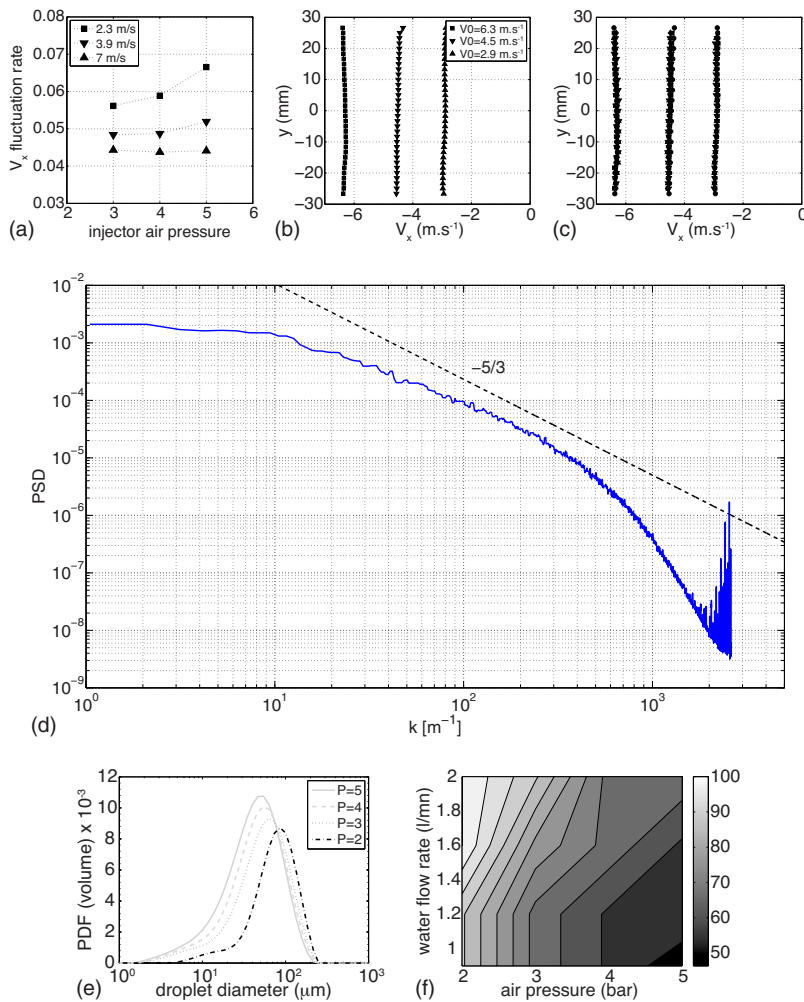 0.08
0.07
0.06
0.05
0.04
0.03
2 3 4 5 6
V_x fluctuation rate
injector air pressure
2.3 m/s
3.9 m/s
7 m/s
(a)
30
20
10
0
−10
−20
−30
y (mm)
−6 −4 −2 0
V_x (m.s⁻¹)
V0=6.3 m.s⁻¹
V0=4.5 m.s⁻¹
V0=2.9 m.s⁻¹
(b)
30
20
10
0
−10
−20
−30
y (mm)
−6 −4 −2 0
V_x (m.s⁻¹)
(c)
10⁻²
10⁻³
10⁻⁴
10⁻⁵
10⁻⁶
10⁻⁷
10⁻⁸
10⁻⁹
PSD
−5/3
10⁰ 10¹ 10² 10³
k [m⁻¹]
(d)
12
10
8
6
4
2
0
PDF (volume) x 10⁻³
P=5
P=4
P=3
P=2
10⁰ 10¹ 10² 10³
droplet diameter (μm)
(e)
2
1.6
1.2
1
water flow rate (l/mn)
2 3 4 5
air pressure (bar)
100
90
80
70
60
50
(f)